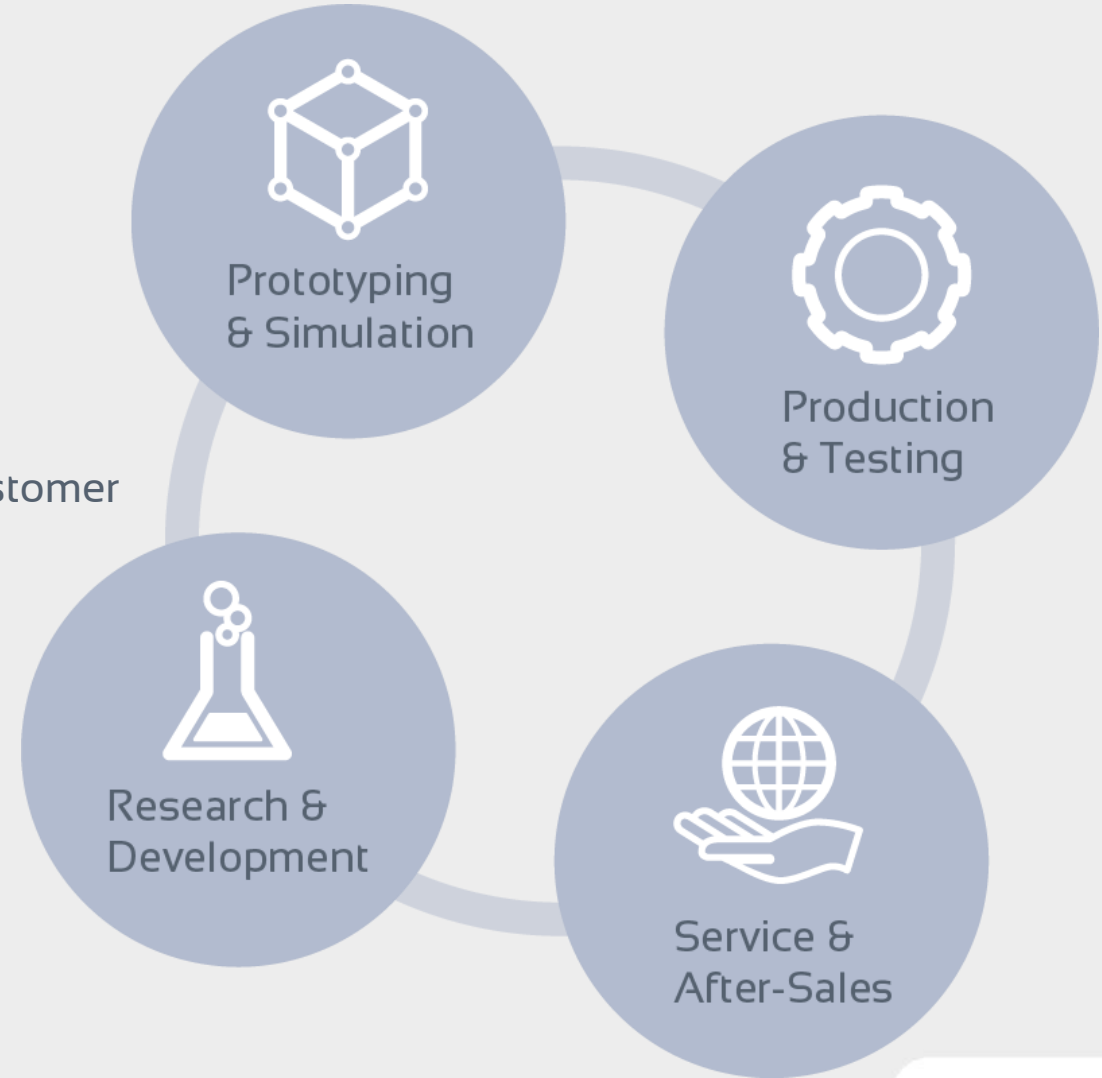 Prototyping
& Simulation
Production
& Testing
stomer
Research &
Development
Service &
After-Sales